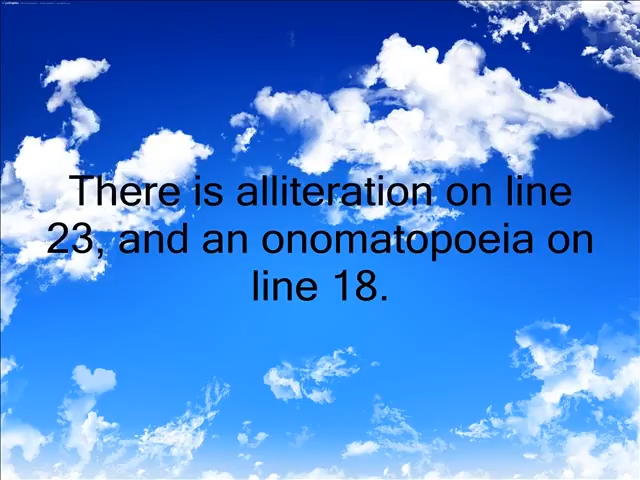 There is alliteration on line
23, and an onomatopoeia on
line 18.